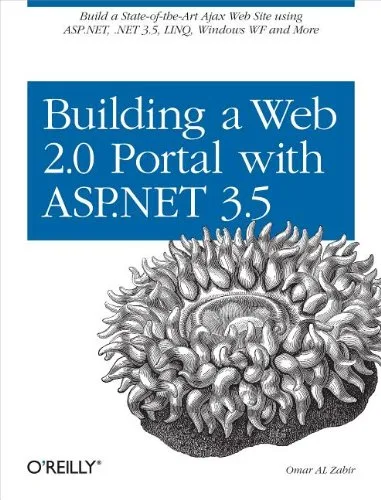 Build a State-of-the-Art Ajax Web Site using
ASP.NET, .NET 3.5, LINQ, Windows WF and More
Building a Web
2.0 Portal with
ASP.NET 3.5
O'REILLY®
Omar AL Zabir